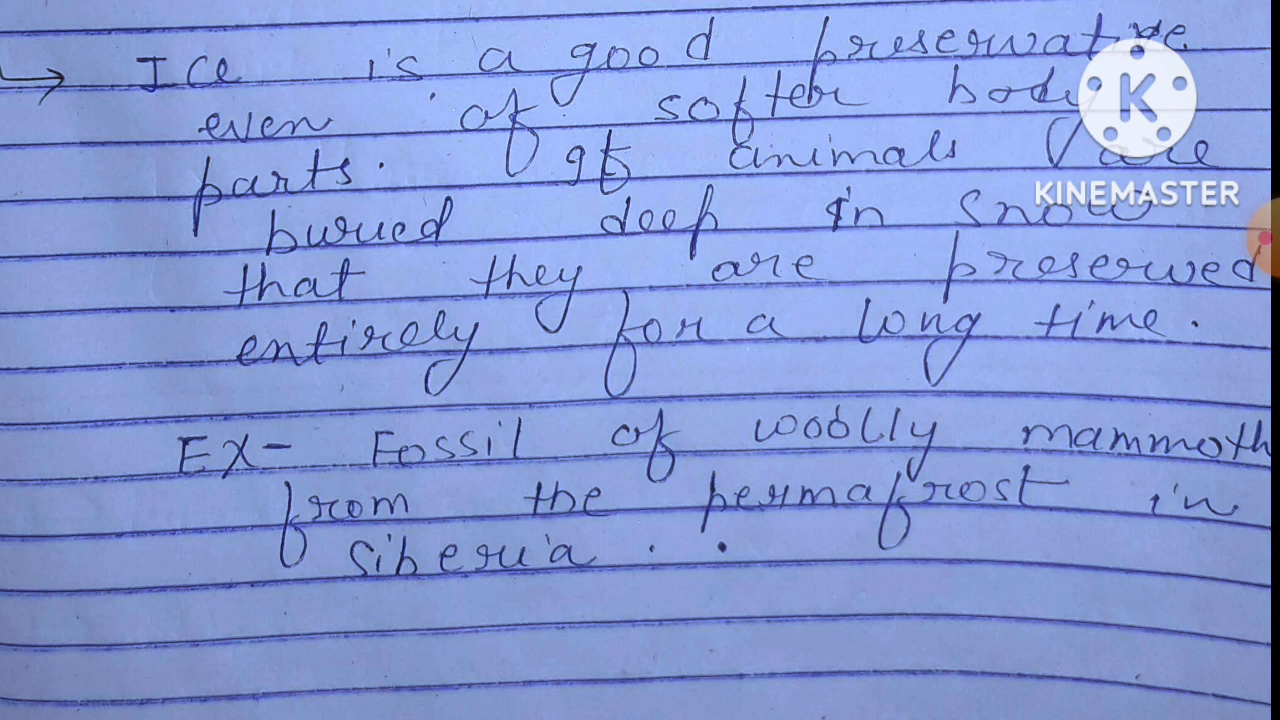 → Ice is a good preservative
even of softer body
parts. If animals are
buried deep in snow
that they are preserved
entirely for a long time.
EX- Fossil of woolly mammoth
from the permafrost in
siberia.
K
KINEMASTER